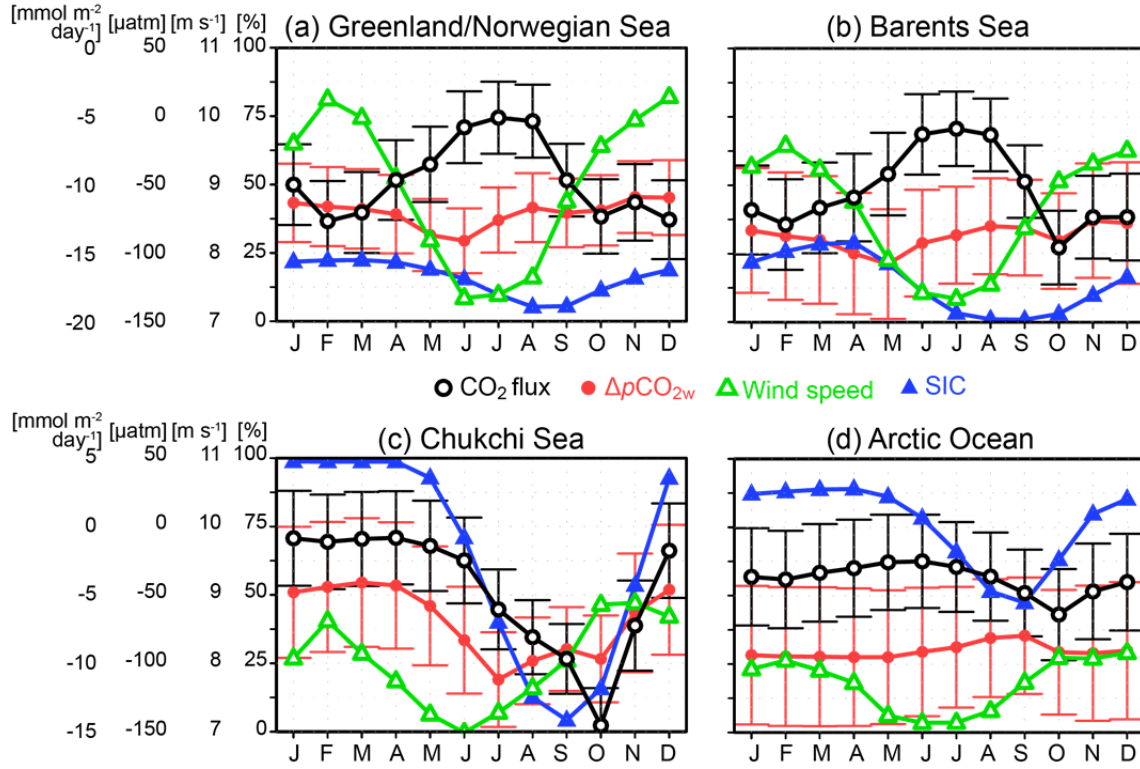 [mmol m⁻² day⁻¹] [µatm] [m s⁻¹] [%]
(a) Greenland/Norwegian Sea
(b) Barents Sea
0 50 11 100
-5 0 10 75
-10 -50 9 50
-15 -100 8 25
-20 -150 7 0
J F M A M J J A S O N D
J F M A M J J A S O N D
CO₂ flux ΔpCO₂w Wind speed SIC
[mmol m⁻² day⁻¹] [µatm] [m s⁻¹] [%]
(c) Chukchi Sea
(d) Arctic Ocean
5 50 11 100
0 0 10 75
-5 -50 9 50
-10 -100 8 25
-15 -150 7 0
J F M A M J J A S O N D
J F M A M J J A S O N D